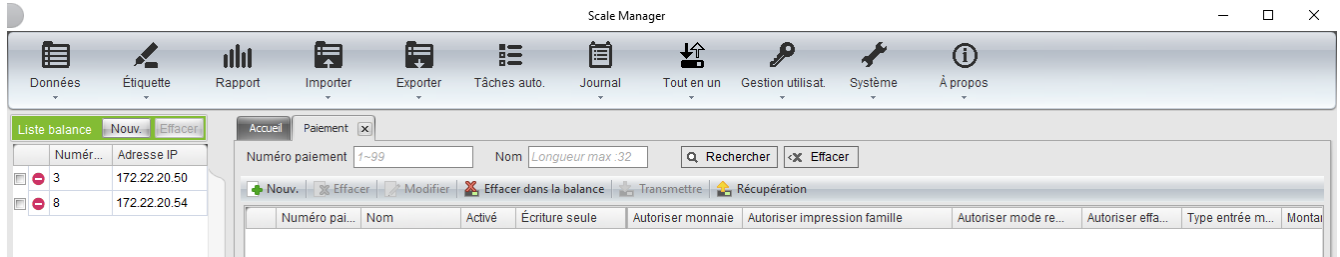 Scale Manager
Données Étiquette Rapport Importer Exporter Tâches auto. Journal Tout en un Gestion utilisat. Système À propos
Liste balance Nouv. Effacer
Numér... Adresse IP
3 172.22.20.50
8 172.22.20.54
Accueil Paiement
Numéro paiement 1~99 Nom Longueur max :32 Rechercher Effacer
Nouv. Effacer Modifier Effacer dans la balance Transmettre Récupération
Numéro pai... Nom Activé Écriture seule Autoriser monnaie Autoriser impression famille Autoriser mode re... Autoriser effa... Type entrée m... Montan